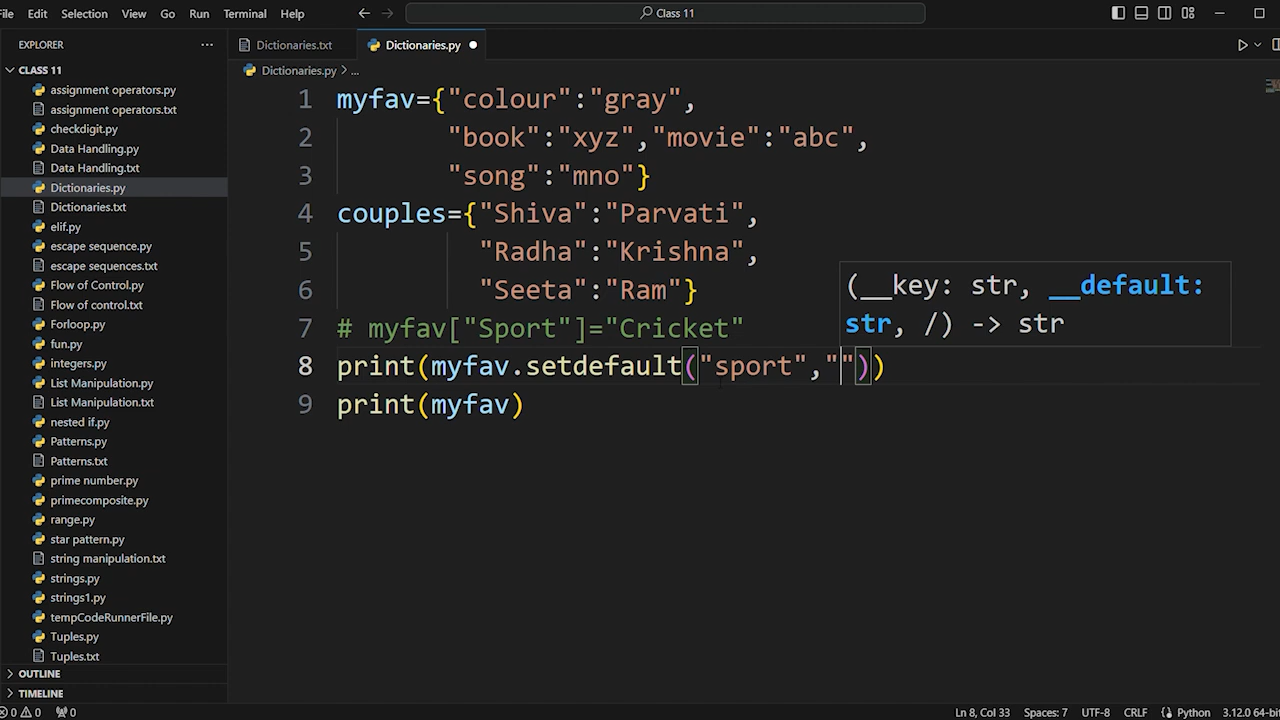 File Edit Selection View Go Run Terminal Help
Class 11
EXPLORER
Dictionaries.txt
Dictionaries.py
CLASS 11
Dictionaries.py > ...
assignment operators.py
assignment operators.txt
checkdigit.py
Data Handling.py
Data Handling.txt
Dictionaries.py
Dictionaries.txt
elif.py
escape sequence.py
escape sequences.txt
Flow of Control.py
Flow of control.txt
Forloop.py
fun.py
integers.py
List Manipulation.py
List Manipulation.txt
nested if.py
Patterns.py
Patterns.txt
prime number.py
primecomposite.py
range.py
star pattern.py
string manipulation.txt
strings.py
strings1.py
tempCodeRunnerFile.py
Tuples.py
Tuples.txt
OUTLINE
TIMELINE
1 myfav={"colour":"gray",
2 "book":"xyz","movie":"abc",
3 "song":"mno"}
4 couples={"Shiva":"Parvati",
5 "Radha":"Krishna",
6 "Seeta":"Ram"}
7 # myfav["Sport"]="Cricket"
8 print(myfav.setdefault("sport",""))
9 print(myfav)
(__key: str, __default:
str, /) -> str
0 0 0
Ln 8, Col 33 Spaces: 7 UTF-8 CRLF Python 3.12.0 64-bit